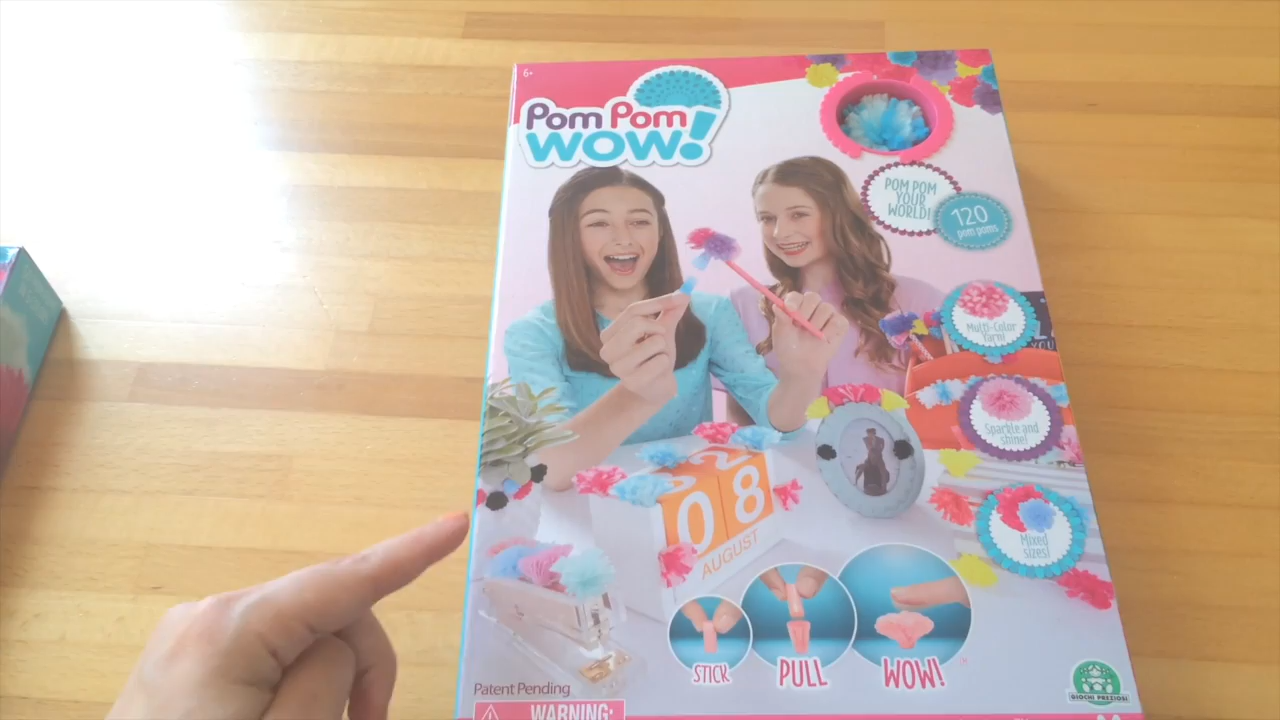 6+
Pom Pom
WOW!
POM POM
YOUR
WORLD!
120
pom poms
Multi-Color
Yarn!
Sparkle and
shine!
Mixed
sizes!
08
AUGUST
STICK
PULL
WOW!
Patent Pending
WARNING:
GIOCHI PREZIOSI